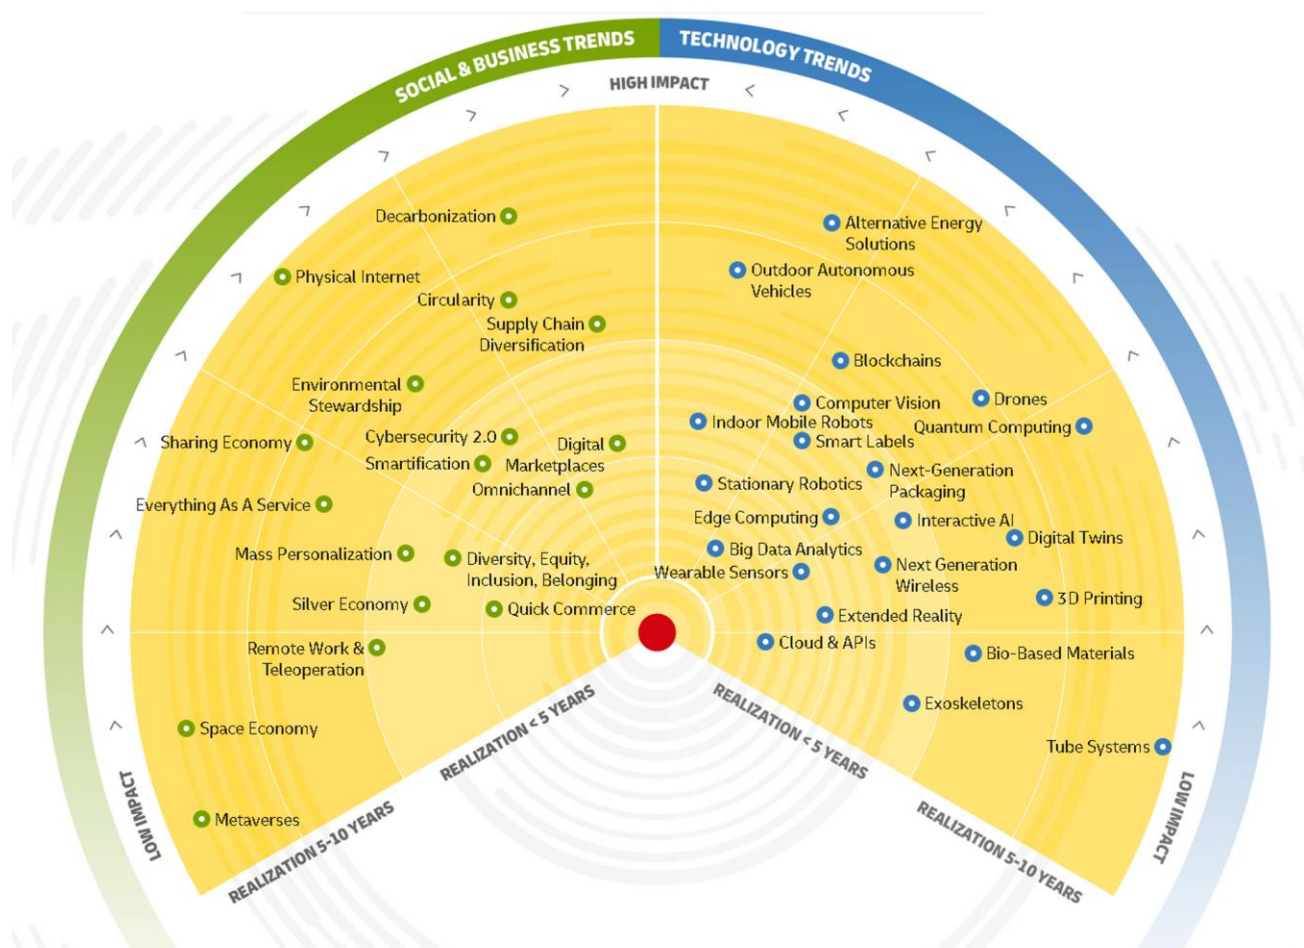 SOCIAL & BUSINESS TRENDS
TECHNOLOGY TRENDS
HIGH IMPACT
Decarbonization
Physical Internet
Circularity
Supply Chain
Diversification
Environmental
Stewardship
Sharing Economy
Cybersecurity 2.0
Digital
Marketplaces
Smartification
Omnichannel
Everything As A Service
Mass Personalization
Diversity, Equity,
Inclusion, Belonging
Silver Economy
Quick Commerce
Remote Work &
Teleoperation
Space Economy
Metaverses
LOW IMPACT
REALIZATION 5-10 YEARS
REALIZATION < 5 YEARS
Alternative Energy
Solutions
Outdoor Autonomous
Vehicles
Blockchains
Computer Vision
Drones
Indoor Mobile Robots
Quantum Computing
Smart Labels
Next-Generation
Packaging
Stationary Robotics
Edge Computing
Interactive AI
Digital Twins
Big Data Analytics
Wearable Sensors
Next Generation
Wireless
3D Printing
Extended Reality
Cloud & APIs
Bio-Based Materials
Exoskeletons
Tube Systems
REALIZATION < 5 YEARS
REALIZATION 5-10 YEARS
LOW IMPACT